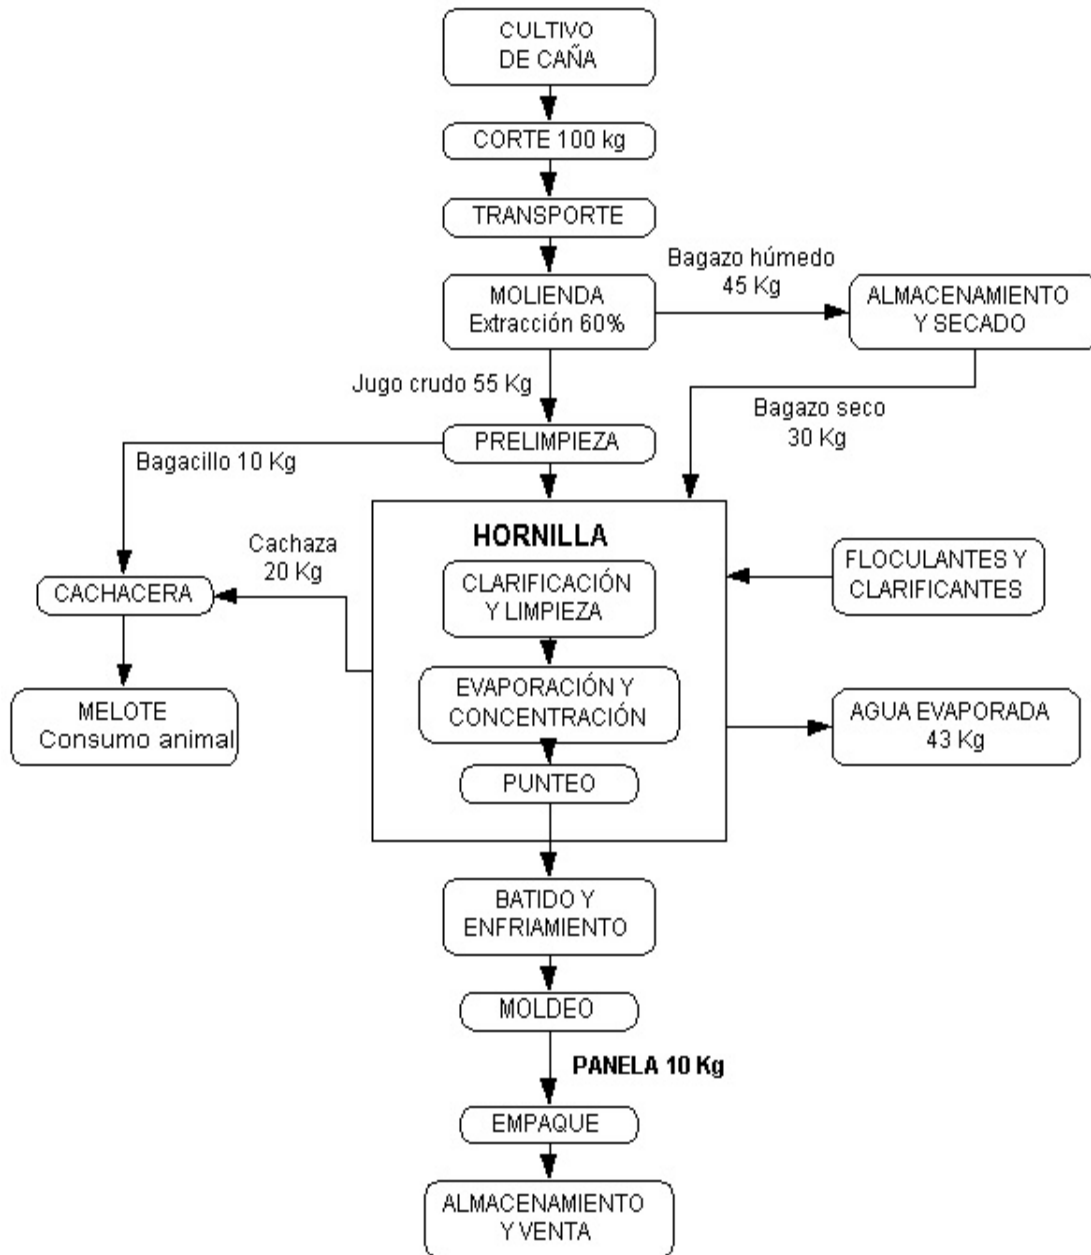 CULTIVO
DE CAÑA
CORTE 100 kg
TRANSPORTE
MOLIENDA
Extracción 60%
Bagazo húmedo
45 Kg
ALMACENAMIENTO
Y SECADO
Jugo crudo 55 Kg
Bagazo seco
30 Kg
PRELIMPIEZA
Bagacillo 10 Kg
HORNILLA
Cachaza
20 Kg
CACHACERA
CLARIFICACIÓN
Y LIMPIEZA
FLOCULANTES Y
CLARIFICANTES
MELOTE
Consumo animal
EVAPORACIÓN Y
CONCENTRACIÓN
AGUA EVAPORADA
43 Kg
PUNTEO
BATIDO Y
ENFRIAMIENTO
MOLDEO
PANELA 10 Kg
EMPAQUE
ALMACENAMIENTO
Y VENTA